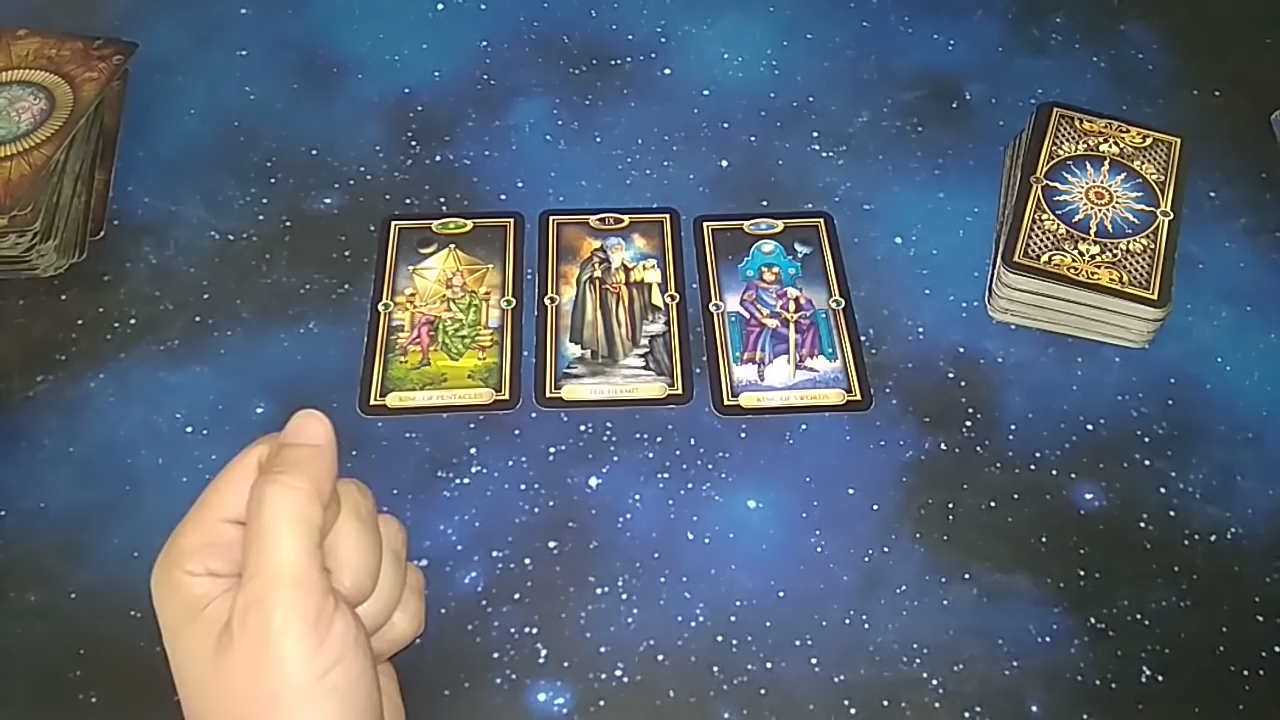 KING OF PENTACLES
IX
THE HERMIT
KING OF SWORDS